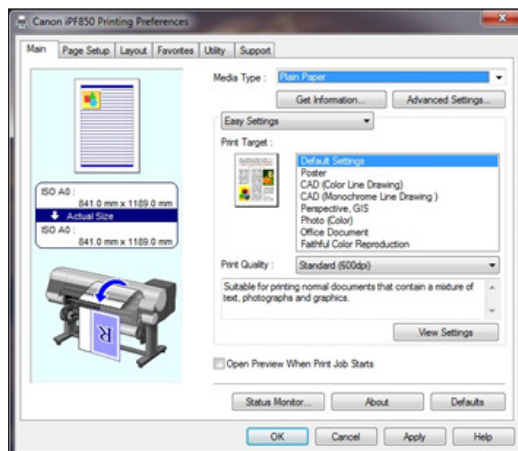 Canon iPF850 Printing Preferences
Main Page Setup Layout Favorites Utility Support
Media Type : Plain Paper
Get Information... Advanced Settings...
Easy Settings
Print Target :
Default Settings
Poster
CAD (Color Line Drawing)
CAD (Monochrome Line Drawing )
Perspective, GIS
Photo (Color)
Office Document
Faithful Color Reproduction
ISO A0 :
841.0 mm x 1189.0 mm
Actual Size
ISO A0 :
841.0 mm x 1189.0 mm
R
Print Quality : Standard (600dpi)
Suitable for printing normal documents that contain a mixture of
text, photographs and graphics.
View Settings
Open Preview When Print Job Starts
Status Monitor... About Defaults
OK Cancel Apply Help